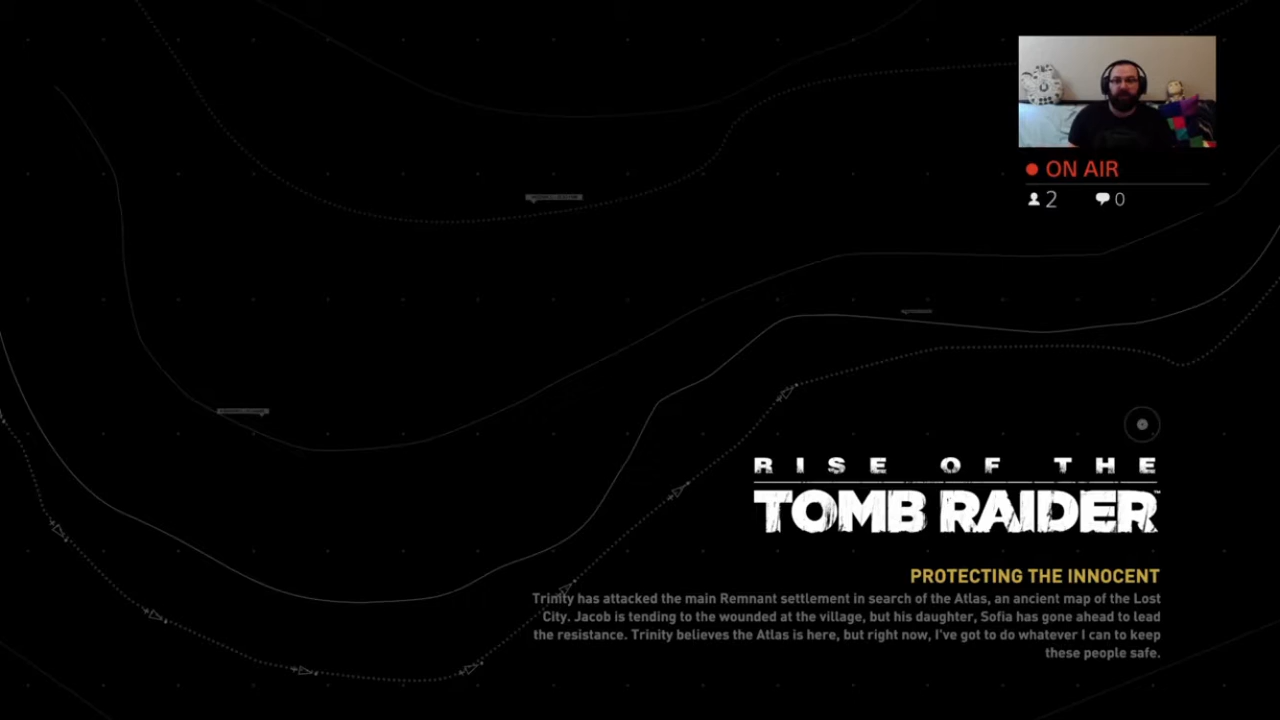 ON AIR
2 0
RISE OF THE
TOMB RAIDER™
PROTECTING THE INNOCENT
Trinity has attacked the main Remnant settlement in search of the Atlas, an ancient map of the Lost
City. Jacob is tending to the wounded at the village, but his daughter, Sofia has gone ahead to lead
the resistance. Trinity believes the Atlas is here, but right now, I've got to do whatever I can to keep
these people safe.